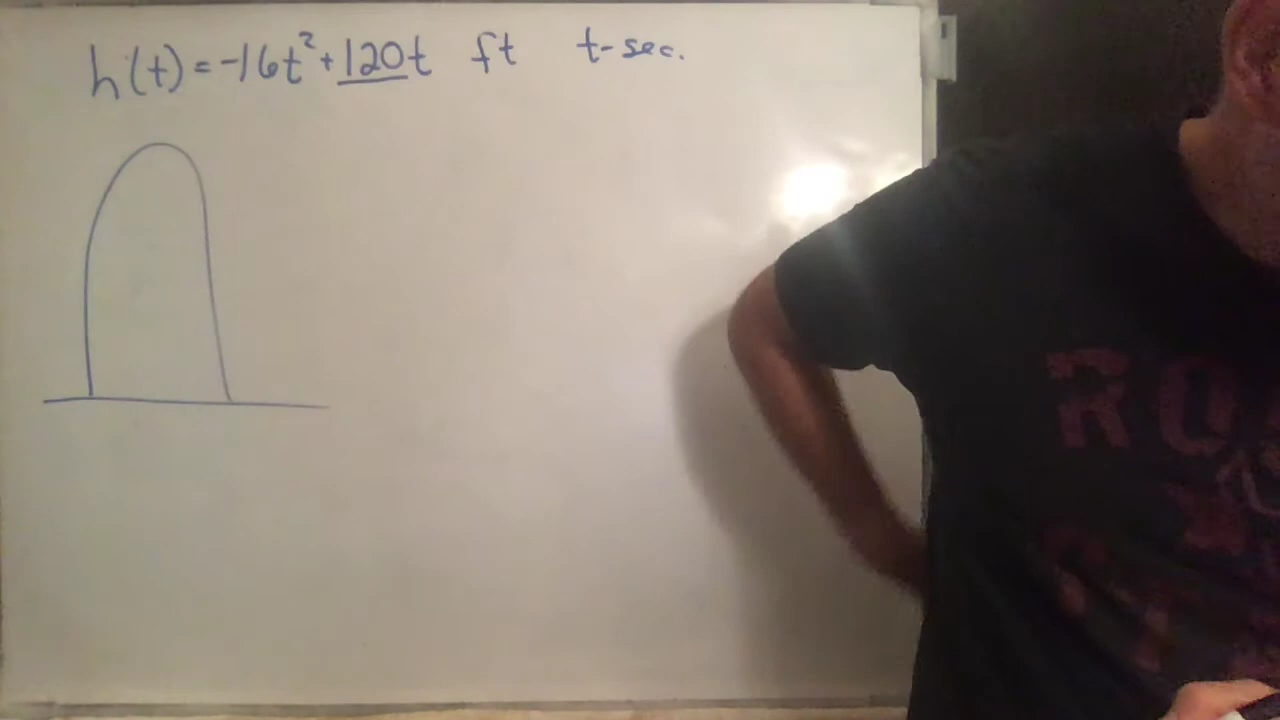 h(t) = -16t² + 120t ft t-sec.